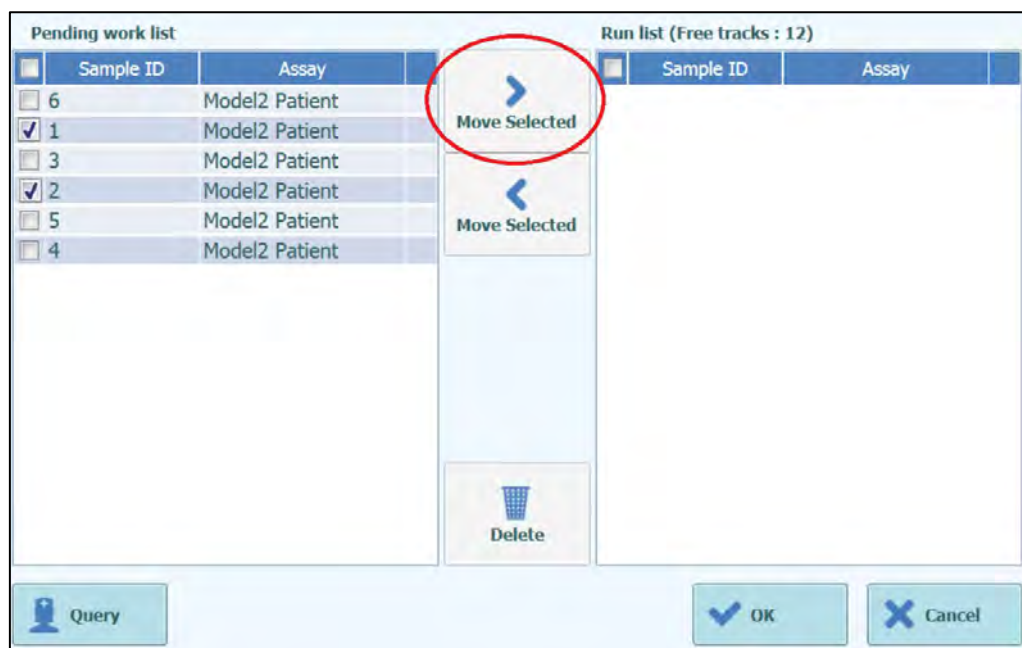 Pending work list
Sample ID Assay
6 Model2 Patient
1 Model2 Patient
3 Model2 Patient
2 Model2 Patient
5 Model2 Patient
4 Model2 Patient
Move Selected
Move Selected
Delete
Run list (Free tracks : 12)
Sample ID Assay
Query
OK
Cancel